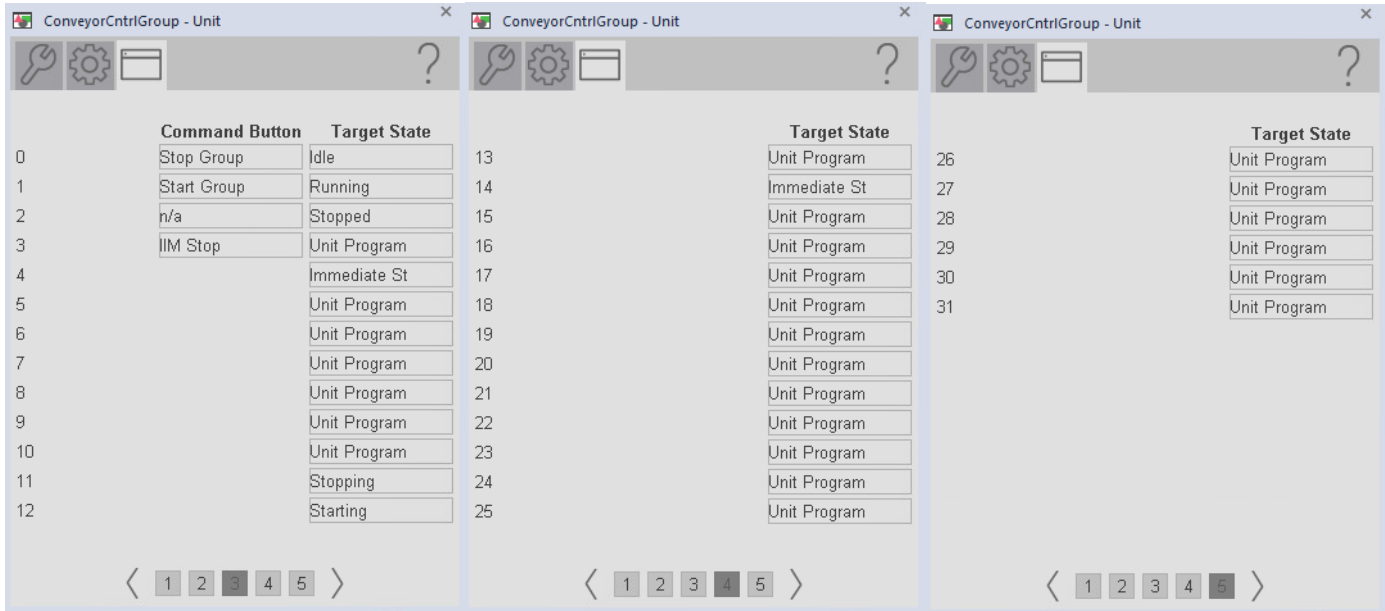 ConveyorCntrlGroup - Unit
Command Button Target State
0 Stop Group Idle
1 Start Group Running
2 n/a Stopped
3 IIM Stop Unit Program
4 Immediate St
5 Unit Program
6 Unit Program
7 Unit Program
8 Unit Program
9 Unit Program
10 Unit Program
11 Stopping
12 Starting
1 2 3 4 5
ConveyorCntrlGroup - Unit
Target State
13 Unit Program
14 Immediate St
15 Unit Program
16 Unit Program
17 Unit Program
18 Unit Program
19 Unit Program
20 Unit Program
21 Unit Program
22 Unit Program
23 Unit Program
24 Unit Program
25 Unit Program
1 2 3 4 5
ConveyorCntrlGroup - Unit
Target State
26 Unit Program
27 Unit Program
28 Unit Program
29 Unit Program
30 Unit Program
31 Unit Program
1 2 3 4 5